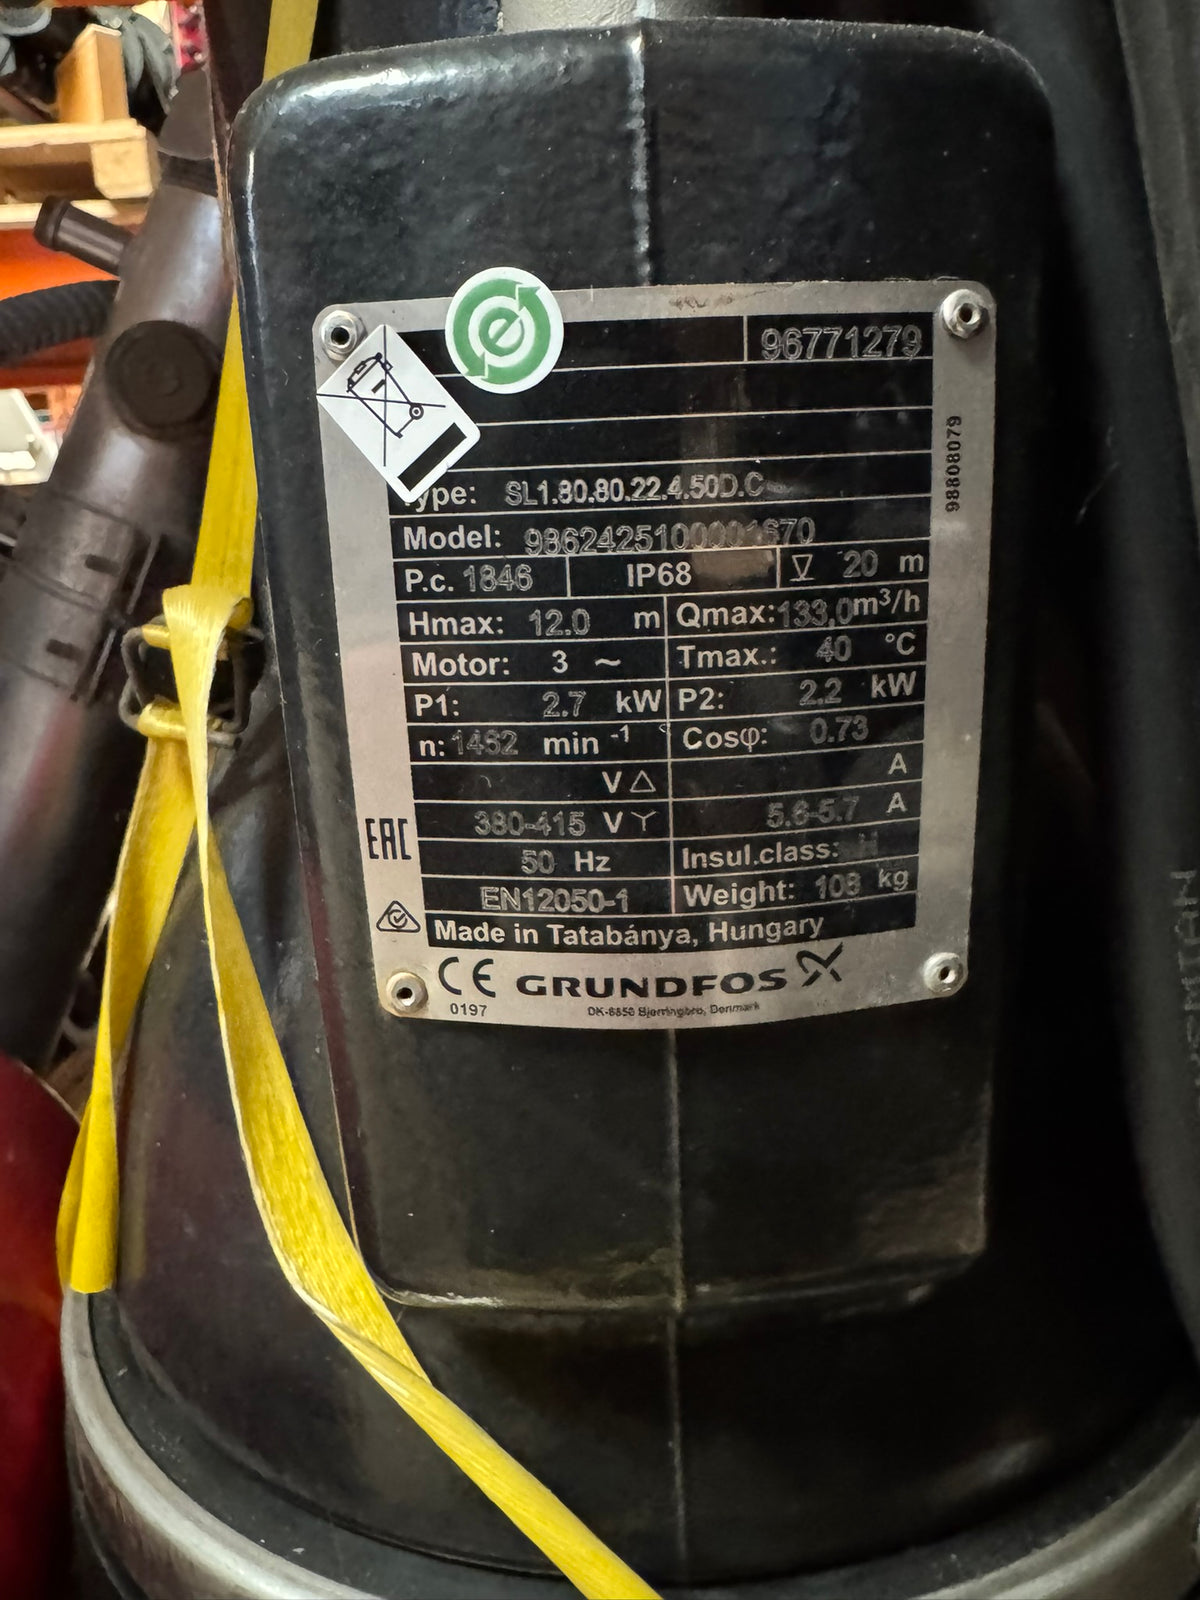 96771279
98808079
Type: SL1.80.80.22.4.50D.C
Model: 9862425100001670
P.c. 1846 IP68 20 m
Hmax: 12.0 m Qmax: 133,0 m³/h
Motor: 3 ~ Tmax.: 40 °C
P1: 2.7 kW P2: 2.2 kW
n: 1462 min -1 Cosφ: 0.73
V △ A
380-415 V Y 5.6-5.7 A
50 Hz Insul.class: H
EN12050-1 Weight: 108 kg
Made in Tatabánya, Hungary
EAC
CE GRUNDFOS
0197 DK-8850 Bjerringbro, Denmark